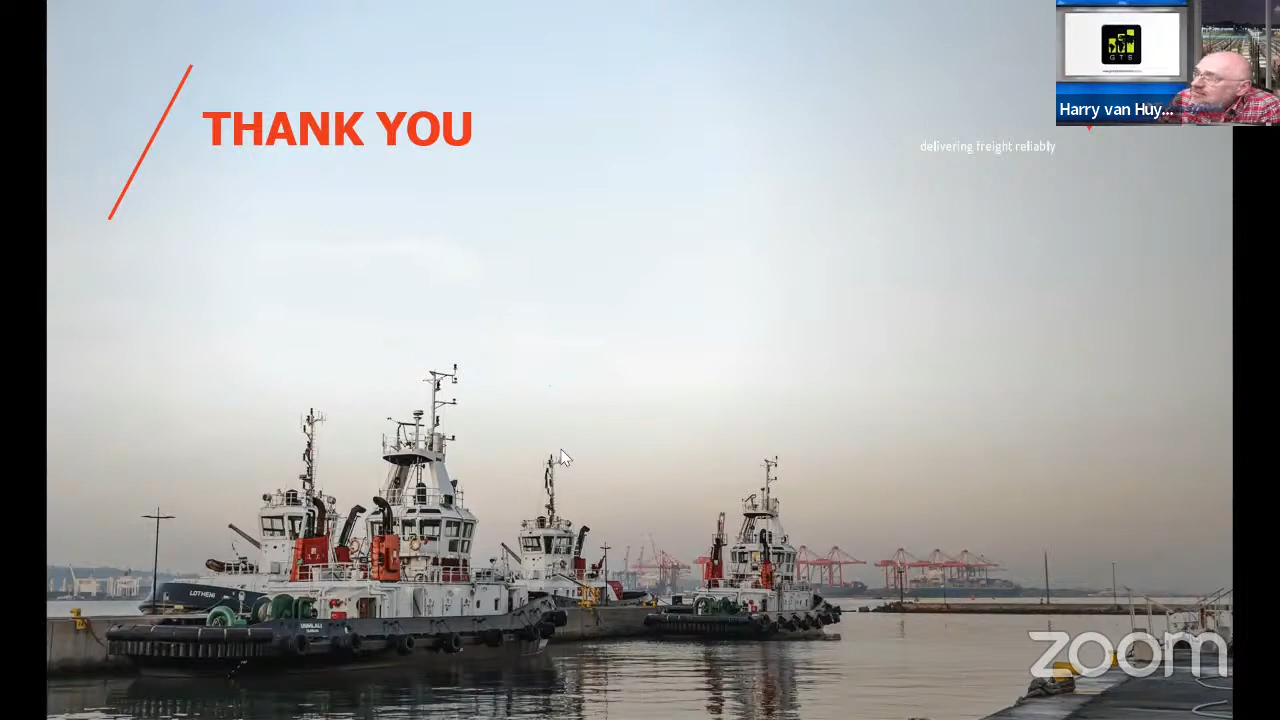 THANK YOU
GTS
Harry van Huy...
delivering freight reliably
LOTHENI
zoom